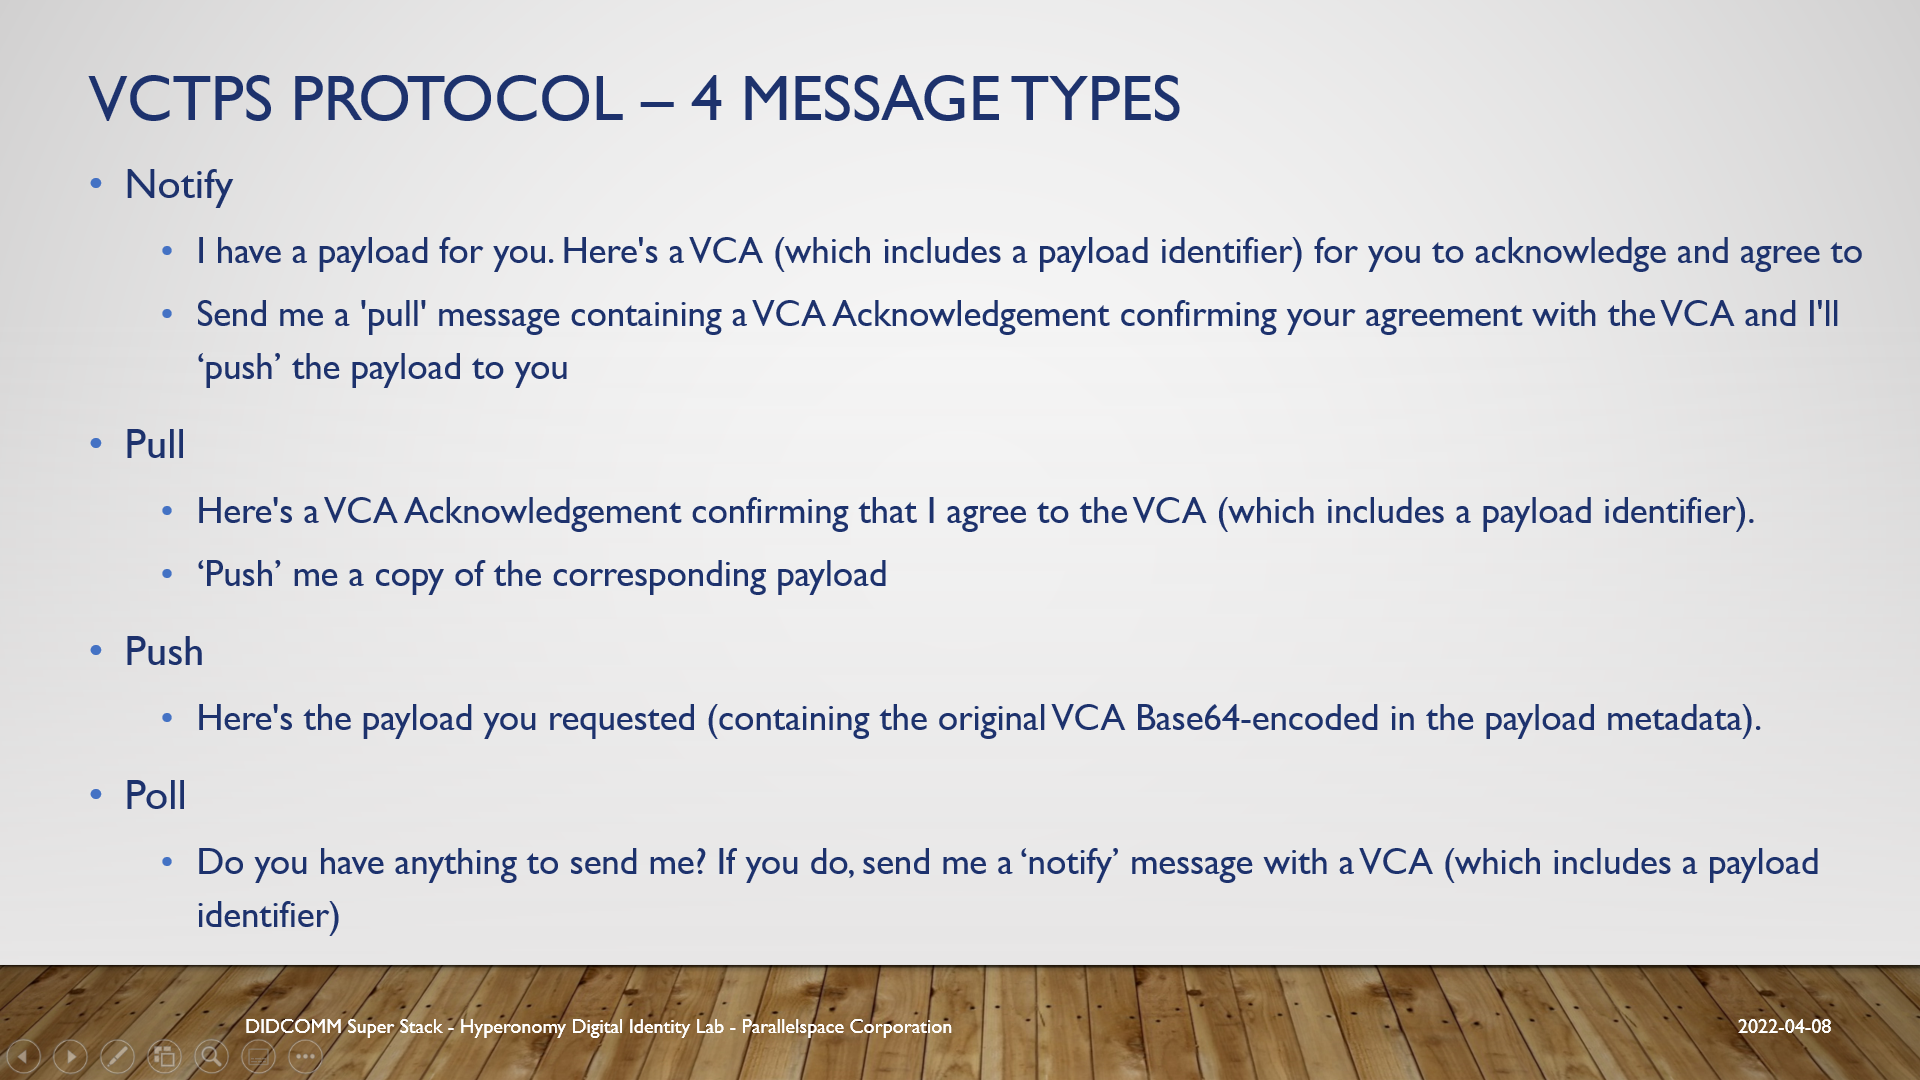 VCTPS PROTOCOL – 4 MESSAGE TYPES
• Notify
• I have a payload for you. Here's a VCA (which includes a payload identifier) for you to acknowledge and agree to
• Send me a 'pull' message containing a VCA Acknowledgement confirming your agreement with the VCA and I'll
‘push’ the payload to you
• Pull
• Here's a VCA Acknowledgement confirming that I agree to the VCA (which includes a payload identifier).
• ‘Push’ me a copy of the corresponding payload
• Push
• Here's the payload you requested (containing the original VCA Base64-encoded in the payload metadata).
• Poll
• Do you have anything to send me? If you do, send me a ‘notify’ message with a VCA (which includes a payload
identifier)
DIDCOMM Super Stack - Hyperonomy Digital Identity Lab - Parallelspace Corporation
2022-04-08